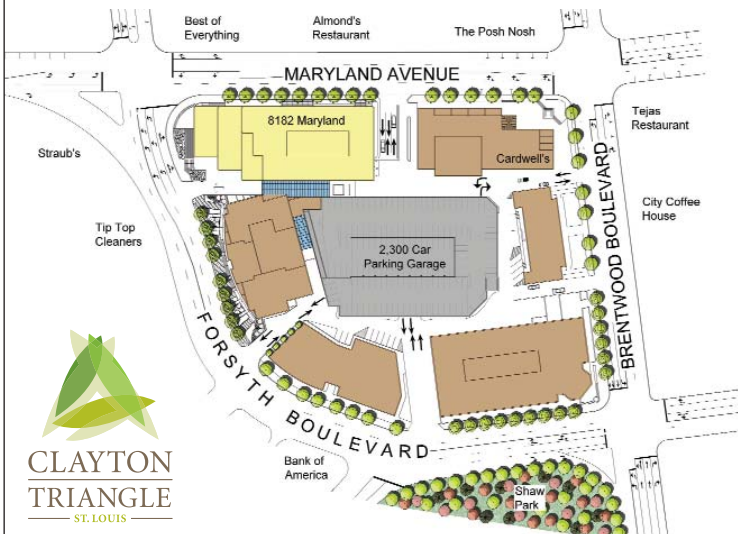 Best of
Everything
Almond's
Restaurant
The Posh Nosh
MARYLAND AVENUE
8182 Maryland
Cardwell's
Tejas
Restaurant
Straub's
BRENTWOOD BOULEVARD
City Coffee
House
Tip Top
Cleaners
2,300 Car
Parking Garage
FORSYTH BOULEVARD
Bank of
America
Shaw
Park
CLAYTON
TRIANGLE
ST. LOUIS